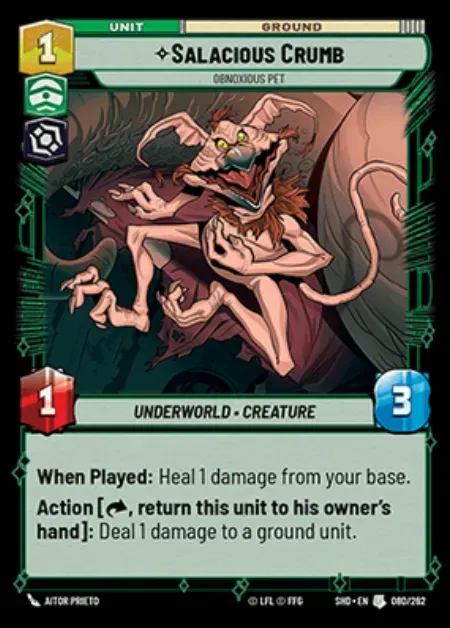 UNIT GROUND
1
SALACIOUS CRUMB
OBNOXIOUS PET
1
UNDERWORLD • CREATURE
3
When Played: Heal 1 damage from your base.
Action [, return this unit to his owner's
hand]: Deal 1 damage to a ground unit.
AITOR PRIETO © LFL © FFG SHD • EN 080/262